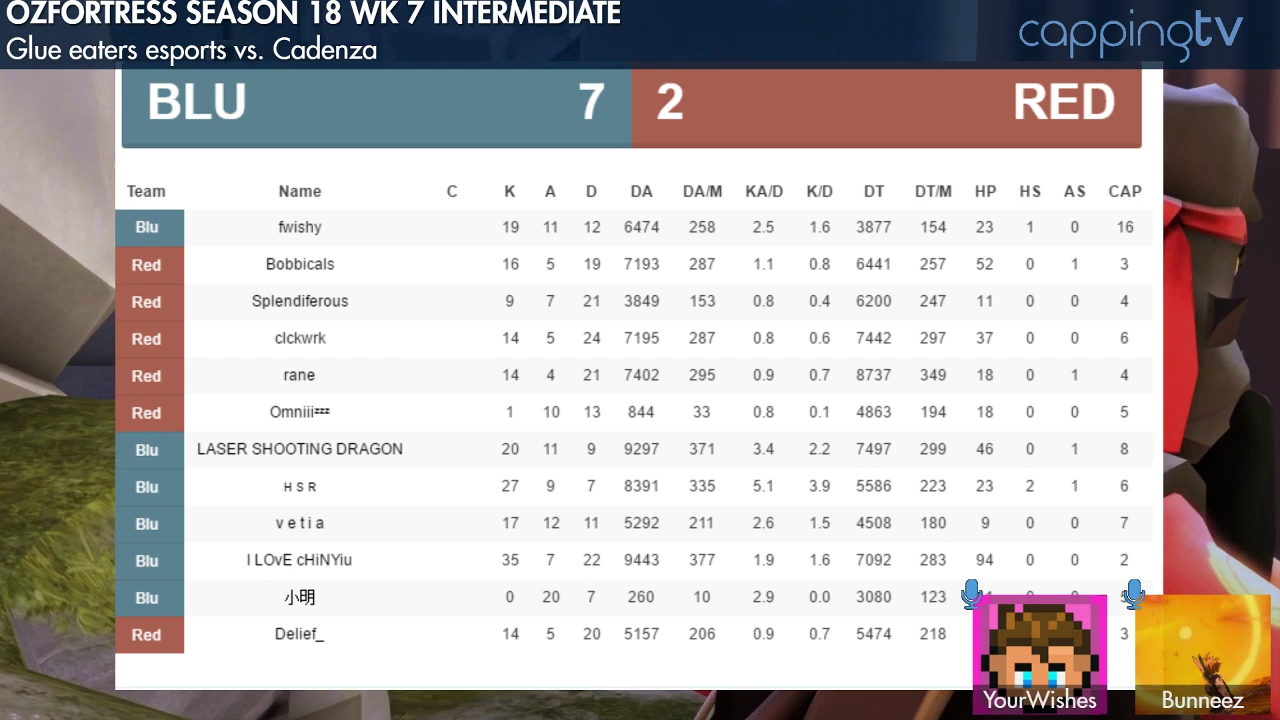 OZFORTRESS SEASON 18 WK 7 INTERMEDIATE
Glue eaters esports vs. Cadenza
cappingtv
BLU 7 2 RED
Team Name C K A D DA DA/M KA/D K/D DT DT/M HP HS AS CAP
Blu fwishy 19 11 12 6474 258 2.5 1.6 3877 154 23 1 0 16
Red Bobbicals 16 5 19 7193 287 1.1 0.8 6441 257 52 0 1 3
Red Splendiferous 9 7 21 3849 153 0.8 0.4 6200 247 11 0 0 4
Red clckwrk 14 5 24 7195 287 0.8 0.6 7442 297 37 0 0 6
Red rane 14 4 21 7402 295 0.9 0.7 8737 349 18 0 1 4
Red Omniii 1 10 13 844 33 0.8 0.1 4863 194 18 0 0 5
Blu LASER SHOOTING DRAGON 20 11 9 9297 371 3.4 2.2 7497 299 46 0 1 8
Blu H S R 27 9 7 8391 335 5.1 3.9 5586 223 23 2 1 6
Blu v e t i a 17 12 11 5292 211 2.6 1.5 4508 180 9 0 0 7
Blu I LOvE cHiNYiu 35 7 22 9443 377 1.9 1.6 7092 283 94 0 0 2
Blu 小明 0 20 7 260 10 2.9 0.0 3080 123
Red Delief_ 14 5 20 5157 206 0.9 0.7 5474 218 3
YourWishes
Bunneez